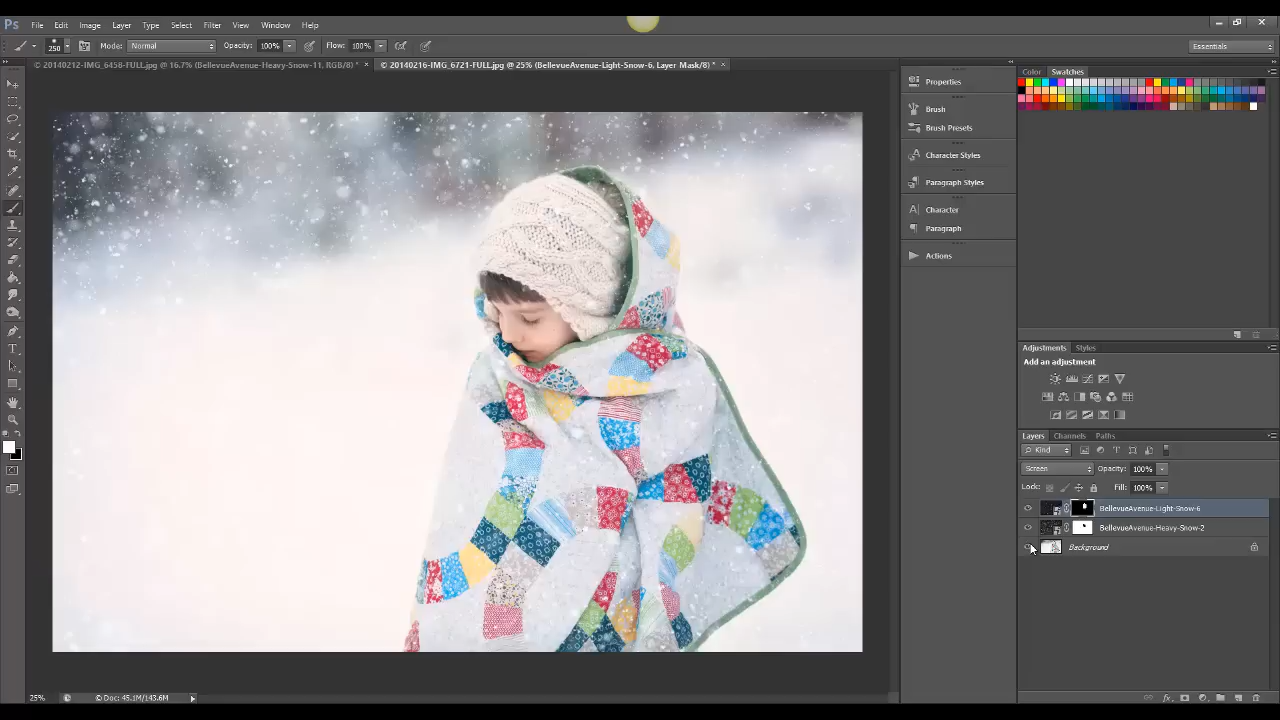 Ps File Edit Image Layer Type Select Filter View Window Help
250 Mode: Normal Opacity: 100% Flow: 100% Essentials
© 20140212-IMG_6458-FULL.jpg @ 16.7% (BellevueAvenue-Heavy-Snow-11, RGB/8) * × © 20140216-IMG_6721-FULL.jpg @ 25% (BellevueAvenue-Light-Snow-6, Layer Mask/8) * ×
Color Swatches
Properties
Brush
Brush Presets
Character Styles
Paragraph Styles
Character
Paragraph
Actions
Adjustments Styles
Add an adjustment
Layers Channels Paths
Kind
Screen Opacity: 100%
Lock: Fill: 100%
BellevueAvenue-Light-Snow-6
BellevueAvenue-Heavy-Snow-2
Background
25% © Doc: 45.1M/143.6M